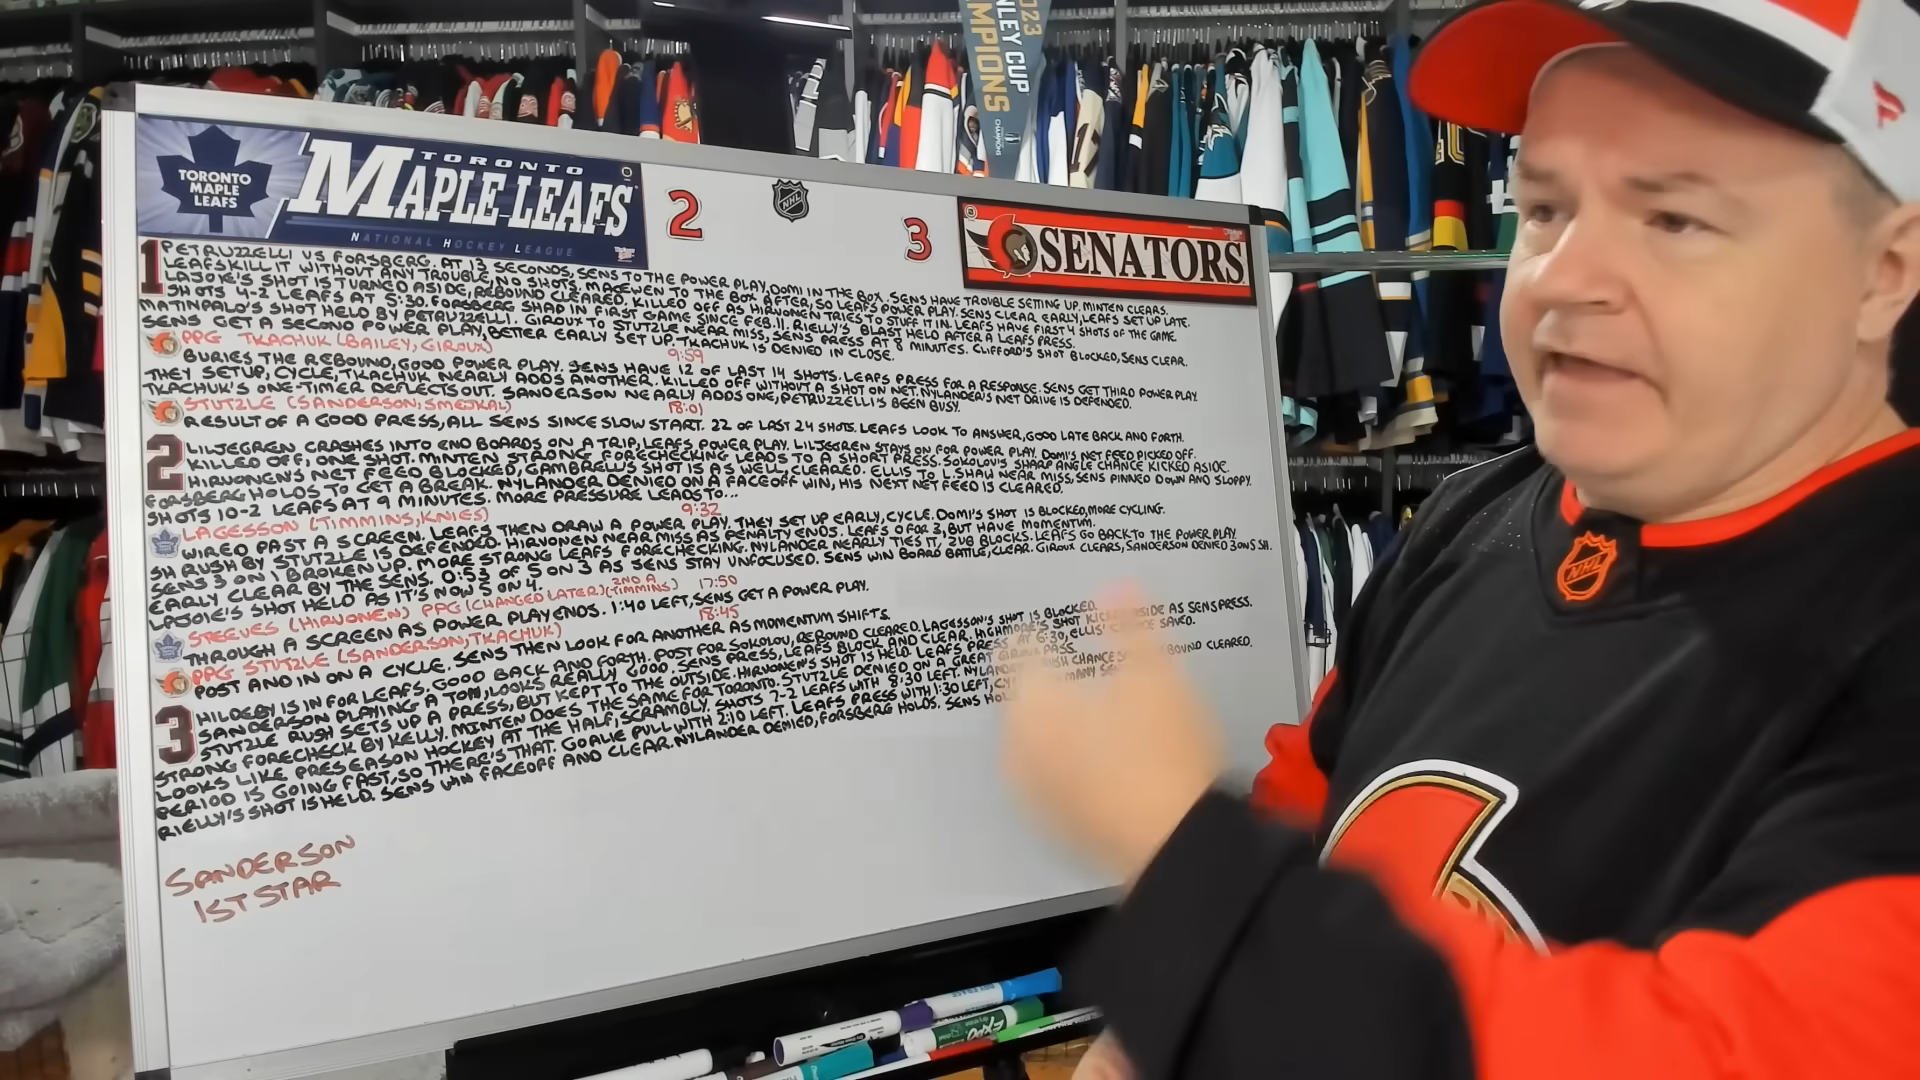 2023
STANLEY CUP
CHAMPIONS
CHAMPIONS
TORONTO
MAPLE
LEAFS
TORONTO
MAPLE LEAFS
NATIONAL HOCKEY LEAGUE
2
NHL
3
SENATORS
1
PETRUZZELLI VS FORSBERG. AT 13 SECONDS, SENS TO THE POWER PLAY, DOMI IN THE BOX. SENS HAVE TROUBLE SETTING UP. MINTEN CLEARS.
LEAFS KILL IT WITHOUT ANY TROUBLE, NO SHOTS. MACEWEN TO THE BOX AFTER, SO LEAFS POWER PLAY. SENS CLEAR EARLY, LEAFS SET UP LATE.
LAJOIE'S SHOT IS TURNED ASIDE, REBOUND CLEARED. KILLED OFF AS HIRVONEN TRIES TO STUFF IT IN. LEAFS HAVE FIRST 4 SHOTS OF THE GAME.
SHOTS 4-2 LEAFS AT 5:30. FORSBERG SHARP IN FIRST GAME SINCE FEB. 11. RIELLY'S BLAST HELD AFTER A LEAFS PRESS.
MATINPALO'S SHOT HELD BY PETRUZZELLI. GIROUX TO STUTZLE NEAR MISS, SENS PRESS AT 8 MINUTES. CLIFFORD'S SHOT BLOCKED, SENS CLEAR.
SENS GET A SECOND POWER PLAY, BETTER EARLY SET UP. TKACHUK IS DENIED IN CLOSE.
PPG TKACHUK (BAILEY, GIROUX) 9:59
BURIES THE REBOUND, GOOD POWER PLAY. SENS HAVE 12 OF LAST 14 SHOTS. LEAFS PRESS FOR A RESPONSE. SENS GET THIRD POWER PLAY.
THEY SETUP, CYCLE, TKACHUK NEARLY ADDS ANOTHER. KILLED OFF WITHOUT A SHOT ON NET. NYLANDER'S NET DRIVE IS DEFENDED.
TKACHUK'S ONE-TIMER DEFLECTS OUT. SANDERSON NEARLY ADDS ONE, PETRUZZELLI'S BEEN BUSY.
STUTZLE (SANDERSON, SMEJKAL) 18:01
RESULT OF A GOOD PRESS, ALL SENS SINCE SLOW START. 22 OF LAST 24 SHOTS. LEAFS LOOK TO ANSWER, GOOD LATE BACK AND FORTH.
2
LILJEGREN CRASHES INTO END BOARDS ON A TRIP, LEAFS POWER PLAY. LILJEGREN STAYS ON FOR POWER PLAY. DOMI'S NET FEED PICKED OFF.
KILLED OFF, ONE SHOT. MINTEN STRONG FORECHECKING LEADS TO A SHORT PRESS. SOKOLOV'S SHARP ANGLE CHANCE KICKED ASIDE.
HIRVONEN'S NET FEED BLOCKED, GAMBRELL'S SHOT IS AS WELL, CLEARED. ELLIS TO L. SHAW NEAR MISS, SENS PINNED DOWN AND SLOPPY.
FORSBERG HOLDS TO GET A BREAK. NYLANDER DENIED ON A FACEOFF WIN, HIS NEXT NET FEED IS CLEARED.
SHOTS 10-2 LEAFS AT 9 MINUTES. MORE PRESSURE LEADS TO...
LAGESSON (TIMMINS, KNIES) 9:32
WIRED PAST A SCREEN. LEAFS THEN DRAW A POWER PLAY. THEY SET UP EARLY, CYCLE. DOMI'S SHOT IS BLOCKED, MORE CYCLING.
SH RUSH BY STUTZLE IS DEFENDED. HIRVONEN NEAR MISS AS PENALTY ENDS. LEAFS 0 FOR 3, BUT HAVE MOMENTUM.
SENS 3 ON 1 BROKEN UP. MORE STRONG LEAFS FORECHECKING. NYLANDER NEARLY TIES IT, ZUB BLOCKS. LEAFS GO BACK TO THE POWER PLAY.
EARLY CLEAR BY THE SENS. 0:53 OF 5 ON 3 AS SENS STAY UNFOCUSED. SENS WIN BOARD BATTLE, CLEAR. GIROUX CLEARS, SANDERSON DENIED 3 ON 5 SH.
LAJOIE'S SHOT HELD AS IT'S NOW 5 ON 4.
STEEVES (HIRVONEN) PPG (CHANGED LATER) (2ND A TIMMINS) 17:50
THROUGH A SCREEN AS POWER PLAY ENDS. 1:40 LEFT, SENS GET A POWER PLAY.
PPG STUTZLE (SANDERSON, TKACHUK) 18:45
POST AND IN ON A CYCLE. SENS THEN LOOK FOR ANOTHER AS MOMENTUM SHIFTS.
3
HILDEBY IS IN FOR LEAFS. GOOD BACK AND FORTH. POST FOR SOKOLOV, REBOUND CLEARED. LAGESSON'S SHOT IS BLOCKED.
SANDERSON PLAYING A TON, LOOKS REALLY GOOD. SENS PRESS, LEAFS BLOCK AND CLEAR. HIGHMORE'S SHOT KICKED ASIDE AS SENS PRESS.
STUTZLE RUSH SETS UP A PRESS, BUT KEPT TO THE OUTSIDE. HIRVONEN'S SHOT IS HELD. LEAFS PRESS AT 6:30, ELLIS' SAVED.
STRONG FORECHECK BY KELLY. MINTEN DOES THE SAME FOR TORONTO. STUTZLE DENIED ON A GREAT GIROUX PASS.
LOOKS LIKE PRESEASON HOCKEY AT THE HALF, SCRAMBLY. SHOTS 7-2 LEAFS WITH 8:30 LEFT. NYLANDER RUSH CHANCE REBOUND CLEARED.
PERIOD IS GOING FAST, SO THERE'S THAT. GOALIE PULL WITH 2:10 LEFT. LEAFS PRESS WITH 1:30 LEFT, MANY
RIELLY'S SHOT IS HELD. SENS WIN FACEOFF AND CLEAR. NYLANDER DENIED, FORSBERG HOLDS. SENS
SANDERSON
1ST STAR
EXPO
NHL